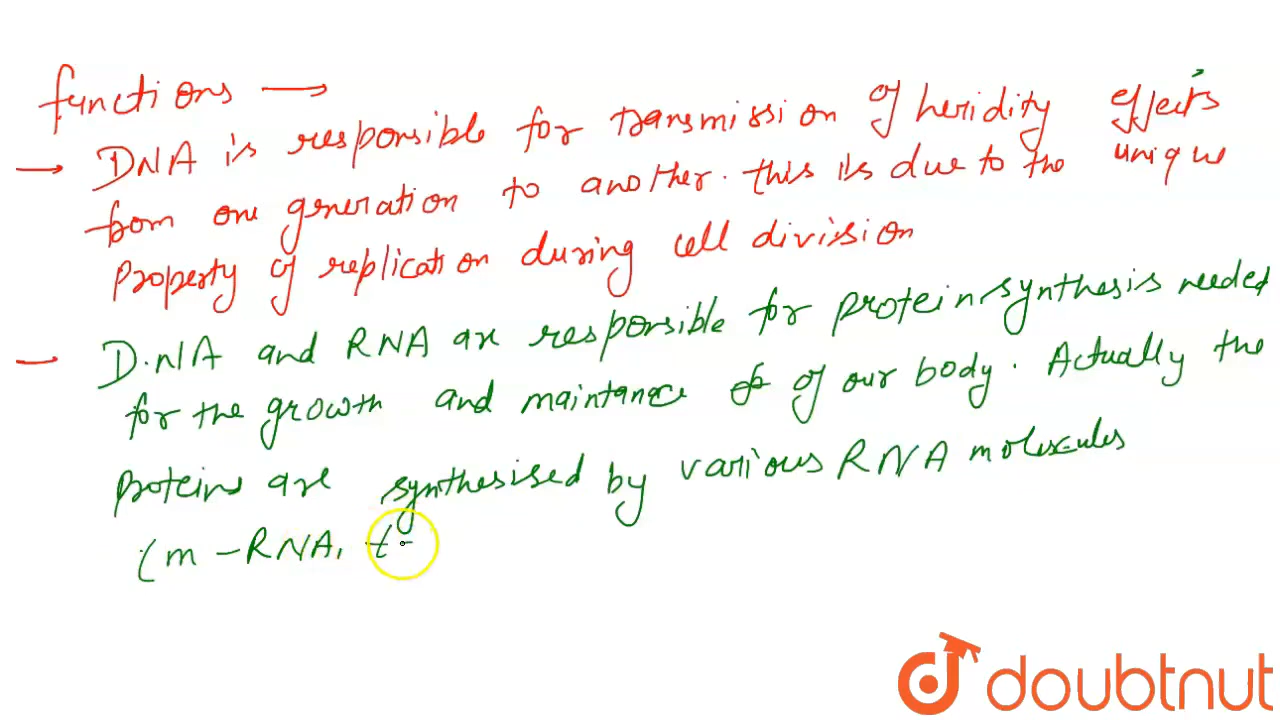 functions →
→ DNA is responsible for transmission of heridity effects
from one generation to another. this is due to the unique
Property of replication during cell division
- D.NA and RNA are responsible for protein synthesis needed
for the growth and maintanace of our body. Actually the
proteins are synthesised by various RNA molecules
(m-RNA, t-
doubtnut